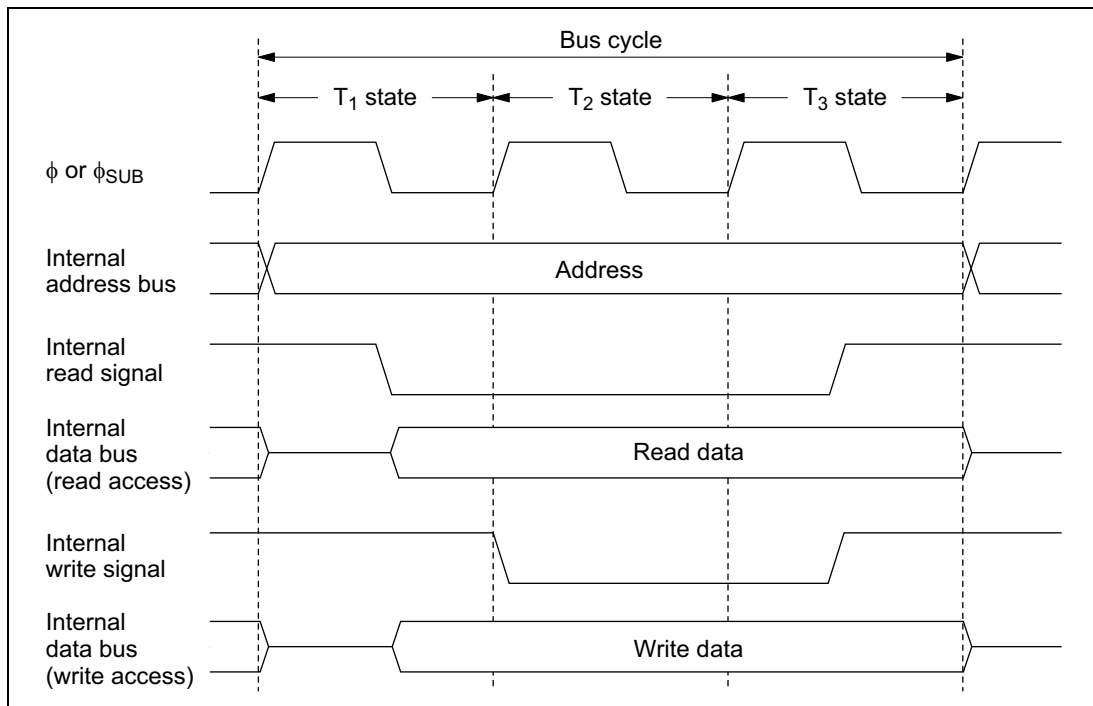 Bus cycle
T₁ state
T₂ state
T₃ state
ϕ or ϕSUB
Internal
address bus
Address
Internal
read signal
Internal
data bus
(read access)
Read data
Internal
write signal
Internal
data bus
(write access)
Write data